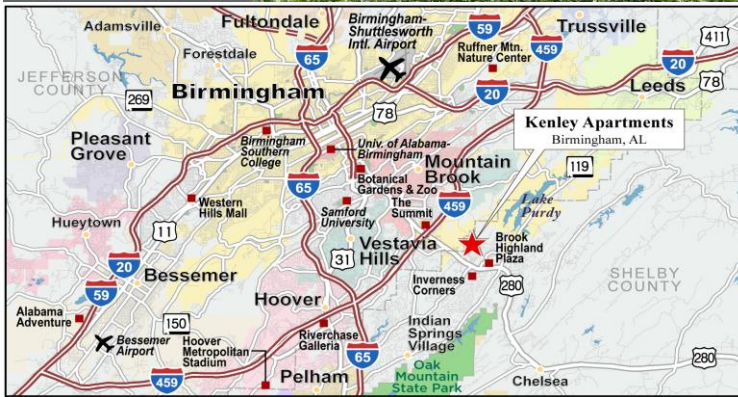 Adamsville
Fultondale
Birmingham-
Shuttlesworth
Intl. Airport
59
Trussville
411
Forestdale
65
Ruffner Mtn.
Nature Center
459
20
JEFFERSON
COUNTY
269
Birmingham
78
20
78
Leeds
Pleasant
Grove
Birmingham
Southern
College
Univ. of Alabama-
Birmingham
Kenley Apartments
Birmingham, AL
65
Botanical
Gardens & Zoo
Mountain
Brook
119
Western
Hills Mall
Samford
University
The
Summit
459
Lake
Purdy
Hueytown
11
31
Vestavia
Hills
Brook
Highland
Plaza
20
59
Bessemer
Inverness
Corners
280
SHELBY
COUNTY
Hoover
Alabama
Adventure
150
Bessemer
Airport
Hoover
Metropolitan
Stadium
Riverchase
Galleria
65
Indian
Springs
Village
280
459
Pelham
Oak
Mountain
State Park
Chelsea